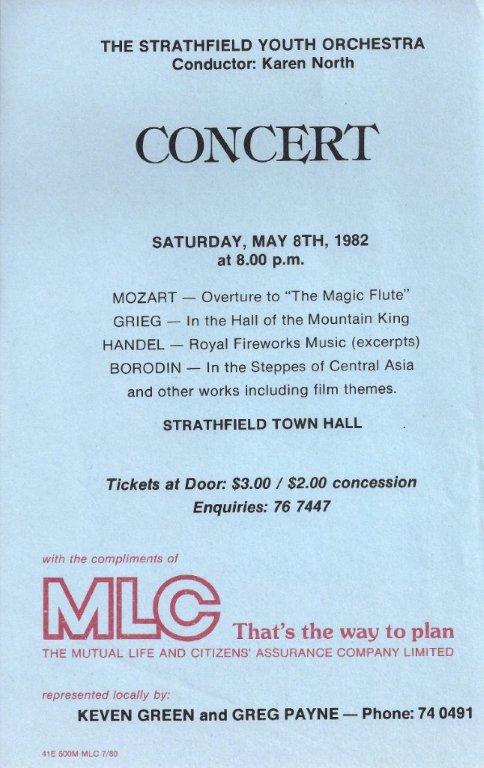 THE STRATHFIELD YOUTH ORCHESTRA
Conductor: Karen North
CONCERT
SATURDAY, MAY 8TH, 1982
at 8.00 p.m.
MOZART — Overture to "The Magic Flute"
GRIEG — In the Hall of the Mountain King
HANDEL — Royal Fireworks Music (excerpts)
BORODIN — In the Steppes of Central Asia
and other works including film themes.
STRATHFIELD TOWN HALL
Tickets at Door: $3.00 / $2.00 concession
Enquiries: 76 7447
with the compliments of
MLC That's the way to plan
THE MUTUAL LIFE AND CITIZENS' ASSURANCE COMPANY LIMITED
represented locally by:
KEVEN GREEN and GREG PAYNE — Phone: 74 0491
41E 500M MLC 7/80